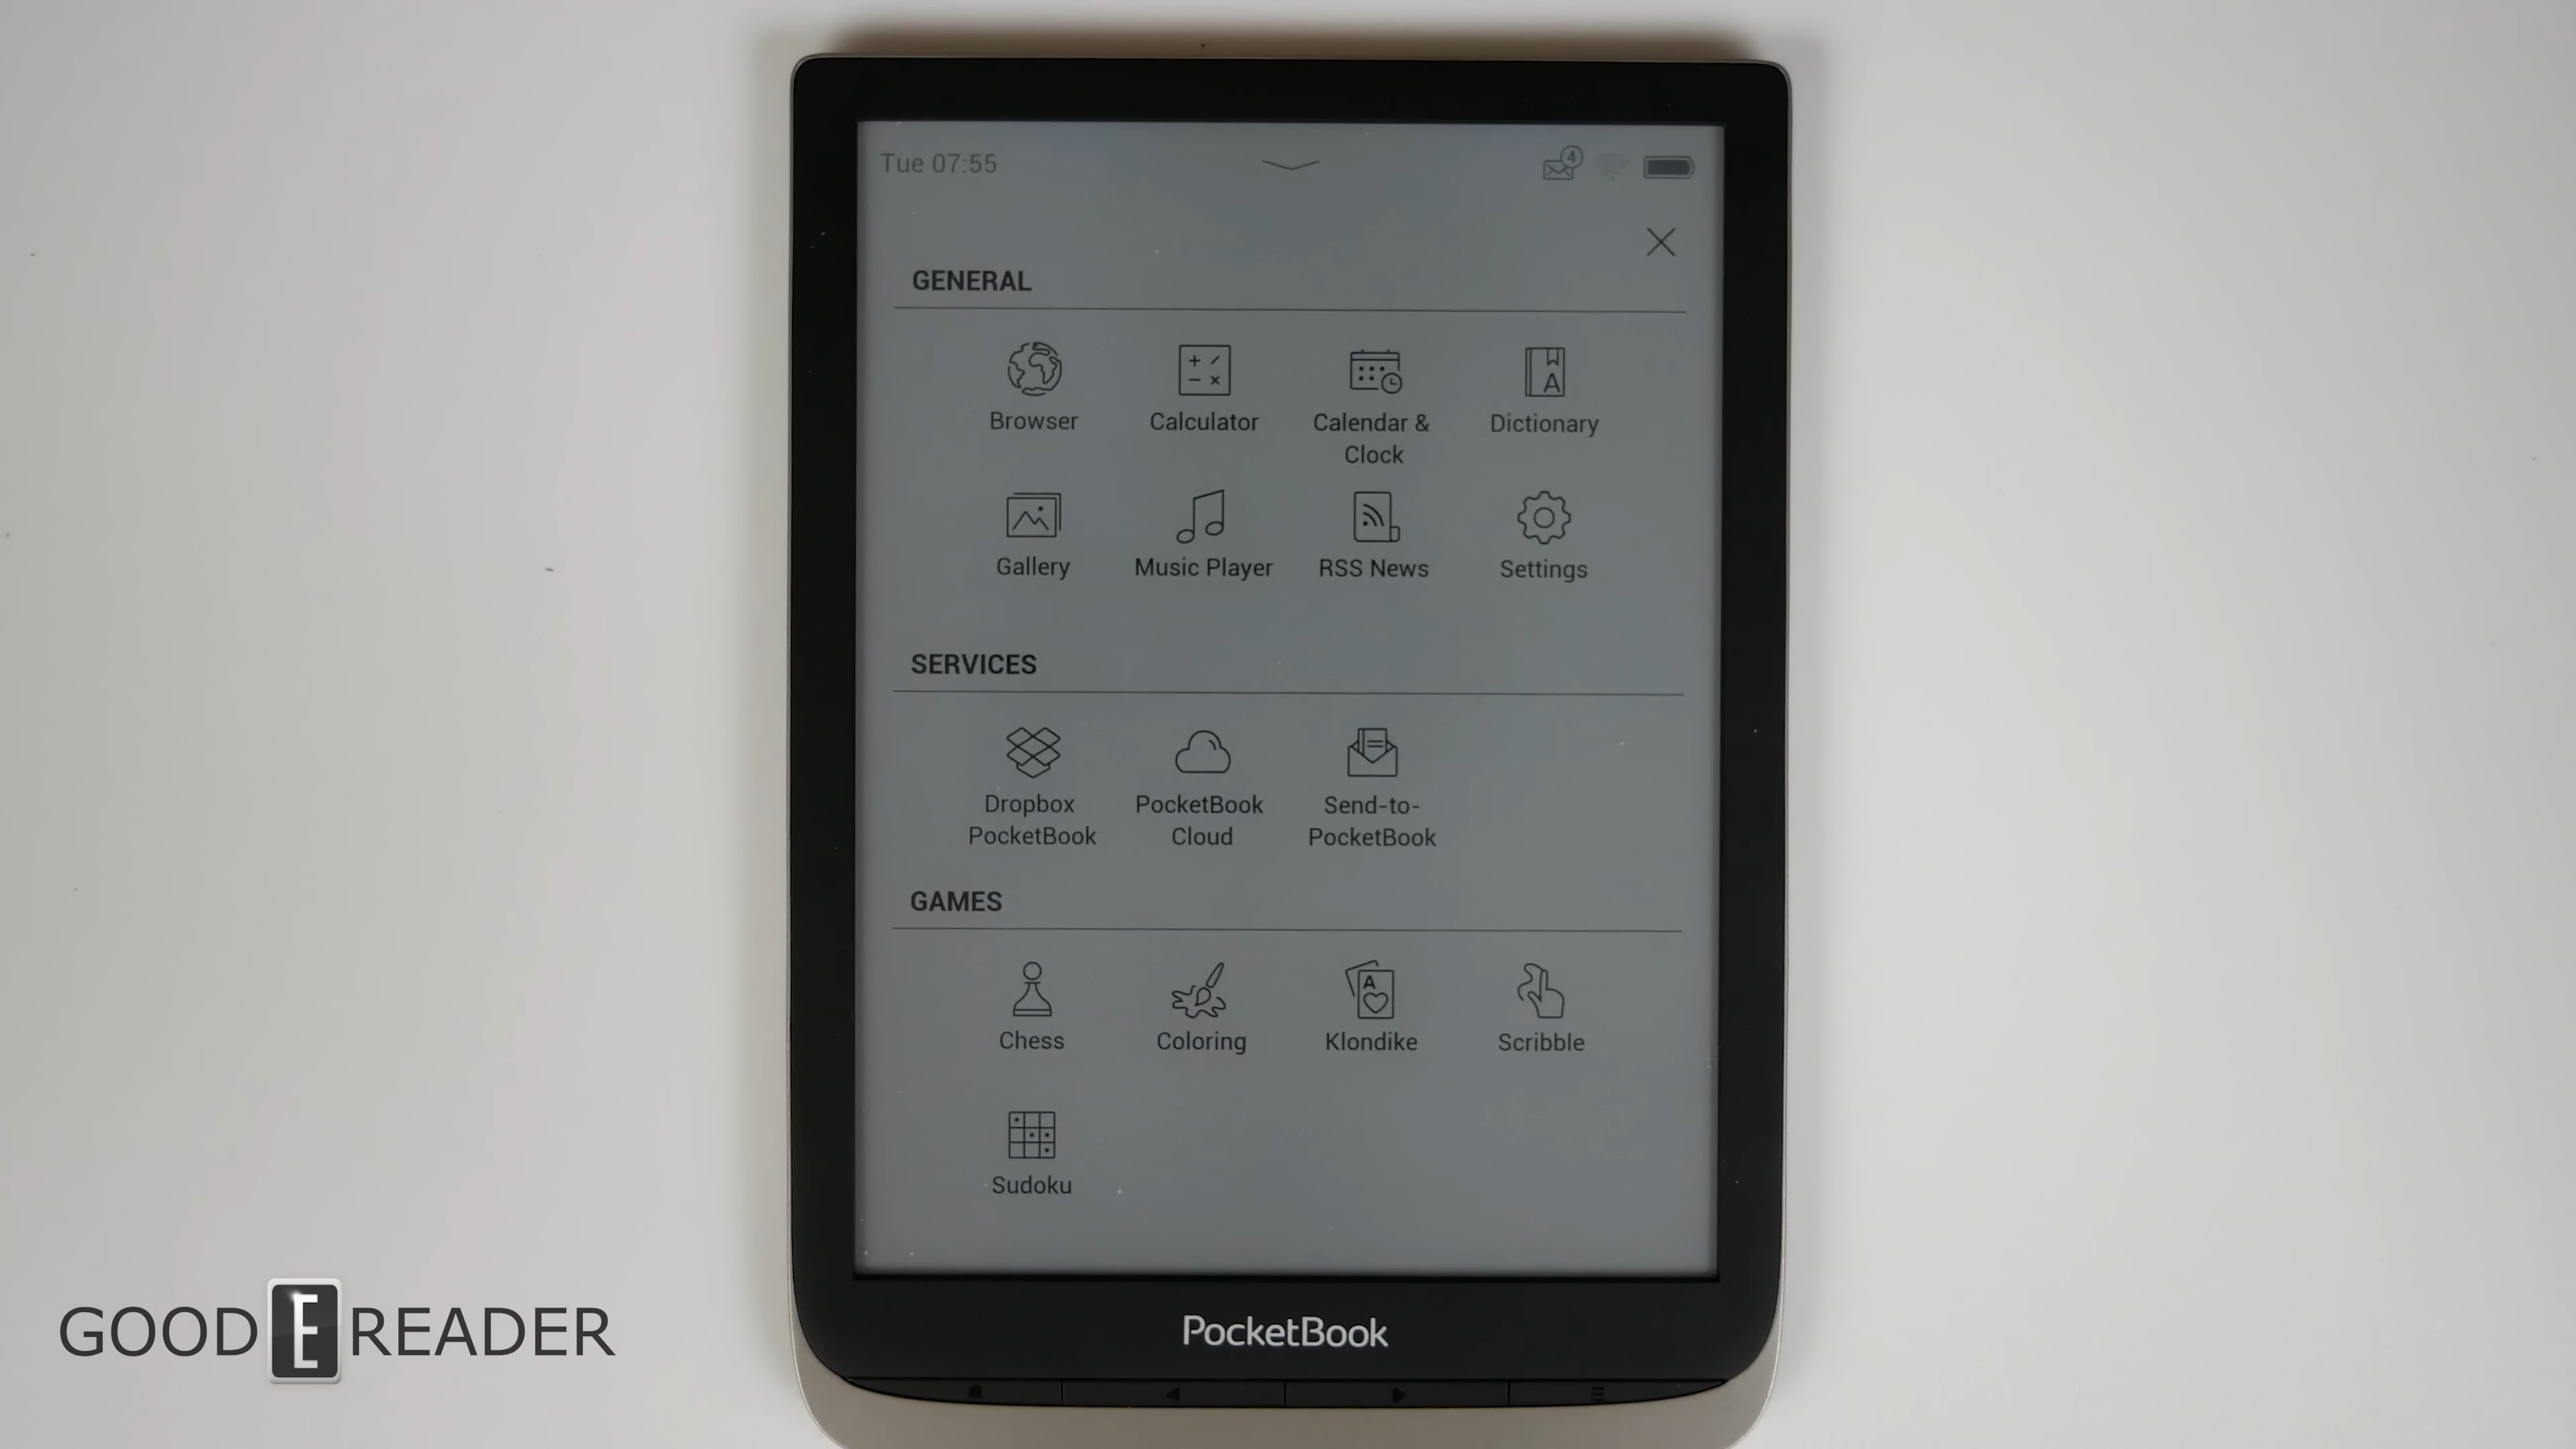 Tue 07:55
4
GENERAL
Browser
Calculator
Calendar &
Clock
Dictionary
Gallery
Music Player
RSS News
Settings
SERVICES
Dropbox
PocketBook
PocketBook
Cloud
Send-to-
PocketBook
GAMES
Chess
Coloring
Klondike
Scribble
Sudoku
PocketBook
GOOD E READER